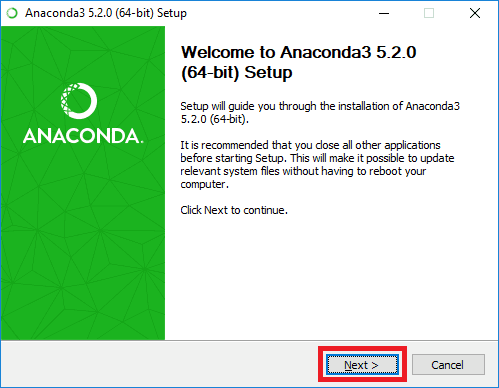 Anaconda3 5.2.0 (64-bit) Setup
ANACONDA.
Welcome to Anaconda3 5.2.0
(64-bit) Setup
Setup will guide you through the installation of Anaconda3
5.2.0 (64-bit).
It is recommended that you close all other applications
before starting Setup. This will make it possible to update
relevant system files without having to reboot your
computer.
Click Next to continue.
Next >
Cancel